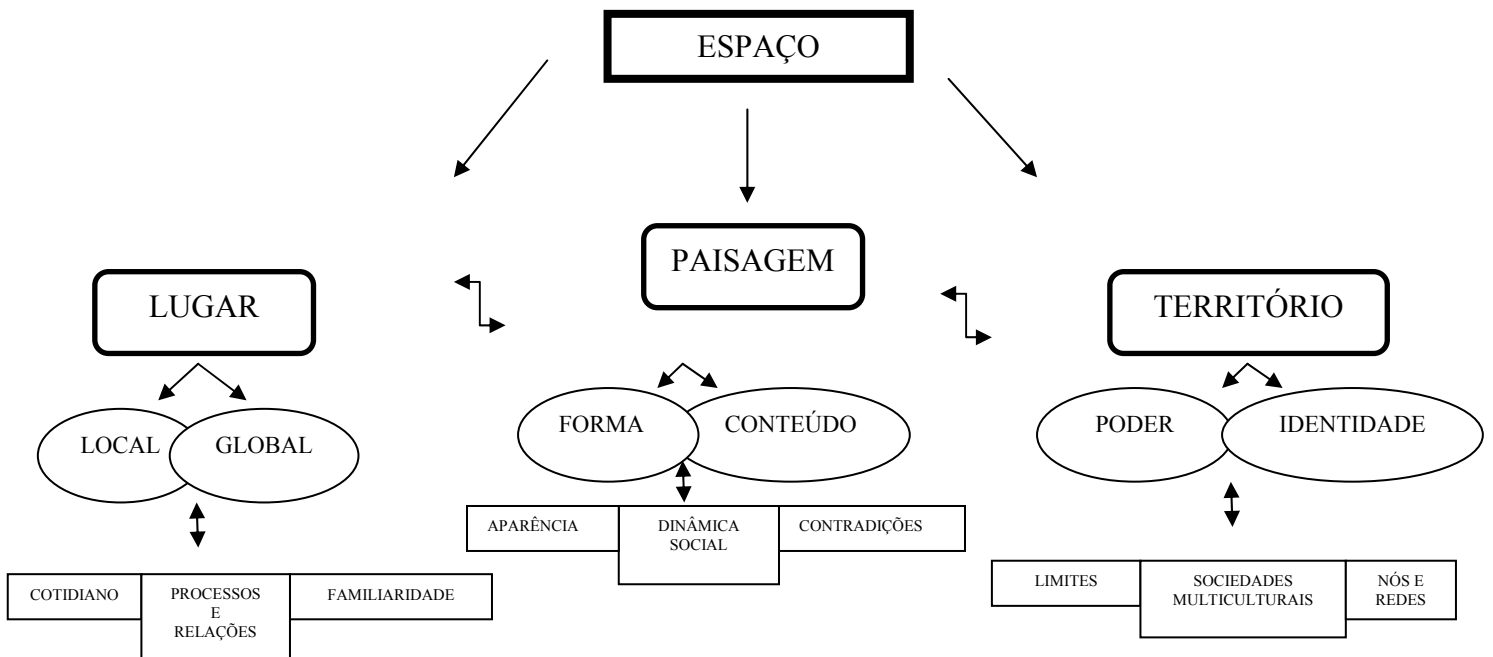 ESPAÇO
PAISAGEM
LUGAR
TERRITÓRIO
LOCAL
GLOBAL
FORMA
CONTEÚDO
PODER
IDENTIDADE
COTIDIANO
PROCESSOS
E
RELAÇÕES
FAMILIARIDADE
APARÊNCIA
DINÂMICA
SOCIAL
CONTRADIÇÕES
LIMITES
SOCIEDADES
MULTICULTURAIS
NÓS E
REDES